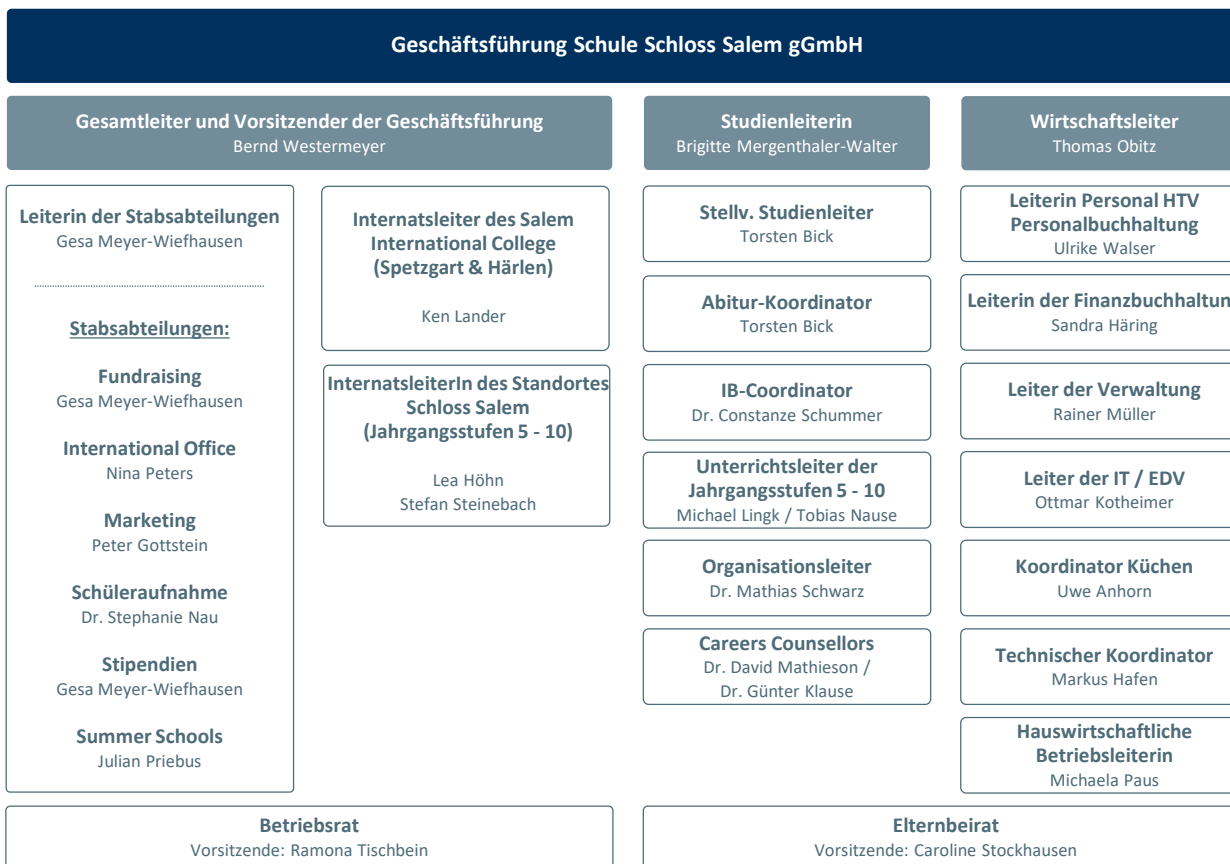 Geschäftsführung Schule Schloss Salem gGmbH
Gesamtleiter und Vorsitzender der Geschäftsführung
Bernd Westermeyer
Studienleiterin
Brigitte Mergenthaler-Walter
Wirtschaftsleiter
Thomas Obitz
Leiterin der Stabsabteilungen
Gesa Meyer-Wiefhausen
Stabsabteilungen:
Fundraising
Gesa Meyer-Wiefhausen
International Office
Nina Peters
Marketing
Peter Gottstein
Schüleraufnahme
Dr. Stephanie Nau
Stipendien
Gesa Meyer-Wiefhausen
Summer Schools
Julian Priebus
Internatsleiter des Salem
International College
(Spetzgart & Härlen)
Ken Lander
InternatsleiterIn des Standortes
Schloss Salem
(Jahrgangsstufen 5 - 10)
Lea Höhn
Stefan Steinebach
Stellv. Studienleiter
Torsten Bick
Abitur-Koordinator
Torsten Bick
IB-Coordinator
Dr. Constanze Schummer
Unterrichtsleiter der
Jahrgangsstufen 5 - 10
Michael Lingk / Tobias Nause
Organisationsleiter
Dr. Mathias Schwarz
Careers Counsellors
Dr. David Mathieson /
Dr. Günter Klause
Leiterin Personal HTV
Personalbuchhaltung
Ulrike Walser
Leiterin der Finanzbuchhaltun
Sandra Häring
Leiter der Verwaltung
Rainer Müller
Leiter der IT / EDV
Ottmar Kotheimer
Koordinator Küchen
Uwe Anhorn
Technischer Koordinator
Markus Hafen
Hauswirtschaftliche
Betriebsleiterin
Michaela Paus
Betriebsrat
Vorsitzende: Ramona Tischbein
Elternbeirat
Vorsitzende: Caroline Stockhausen